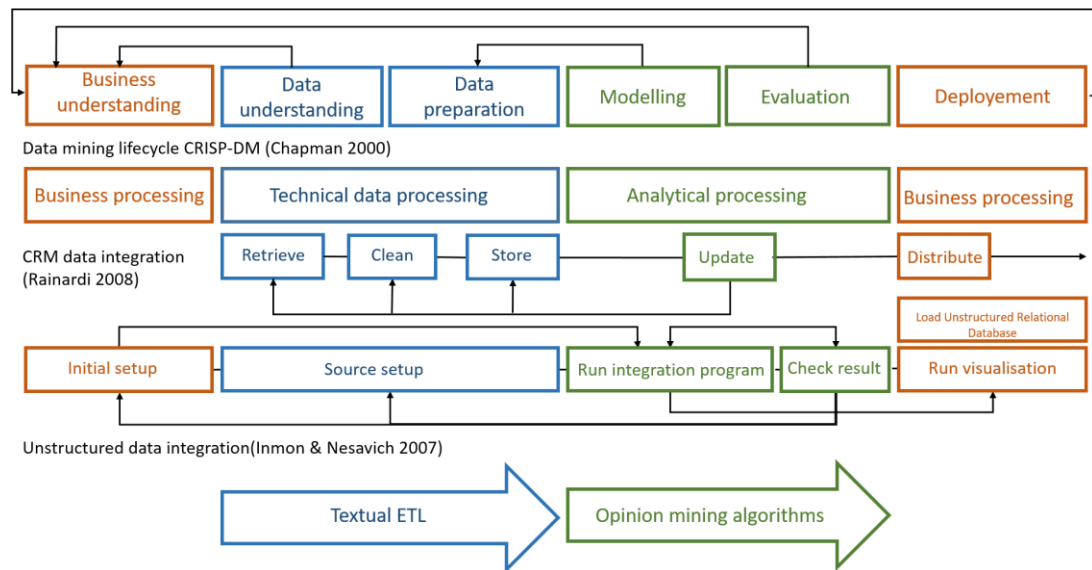 Business
understanding
Data
understanding
Data
preparation
Modelling
Evaluation
Deployement
Data mining lifecycle CRISP-DM (Chapman 2000)
Business processing
Technical data processing
Analytical processing
Business processing
CRM data integration
(Rainardi 2008)
Retrieve
Clean
Store
Update
Distribute
Load Unstructured Relational
Database
Initial setup
Source setup
Run integration program
Check result
Run visualisation
Unstructured data integration(Inmon & Nesavich 2007)
Textual ETL
Opinion mining algorithms